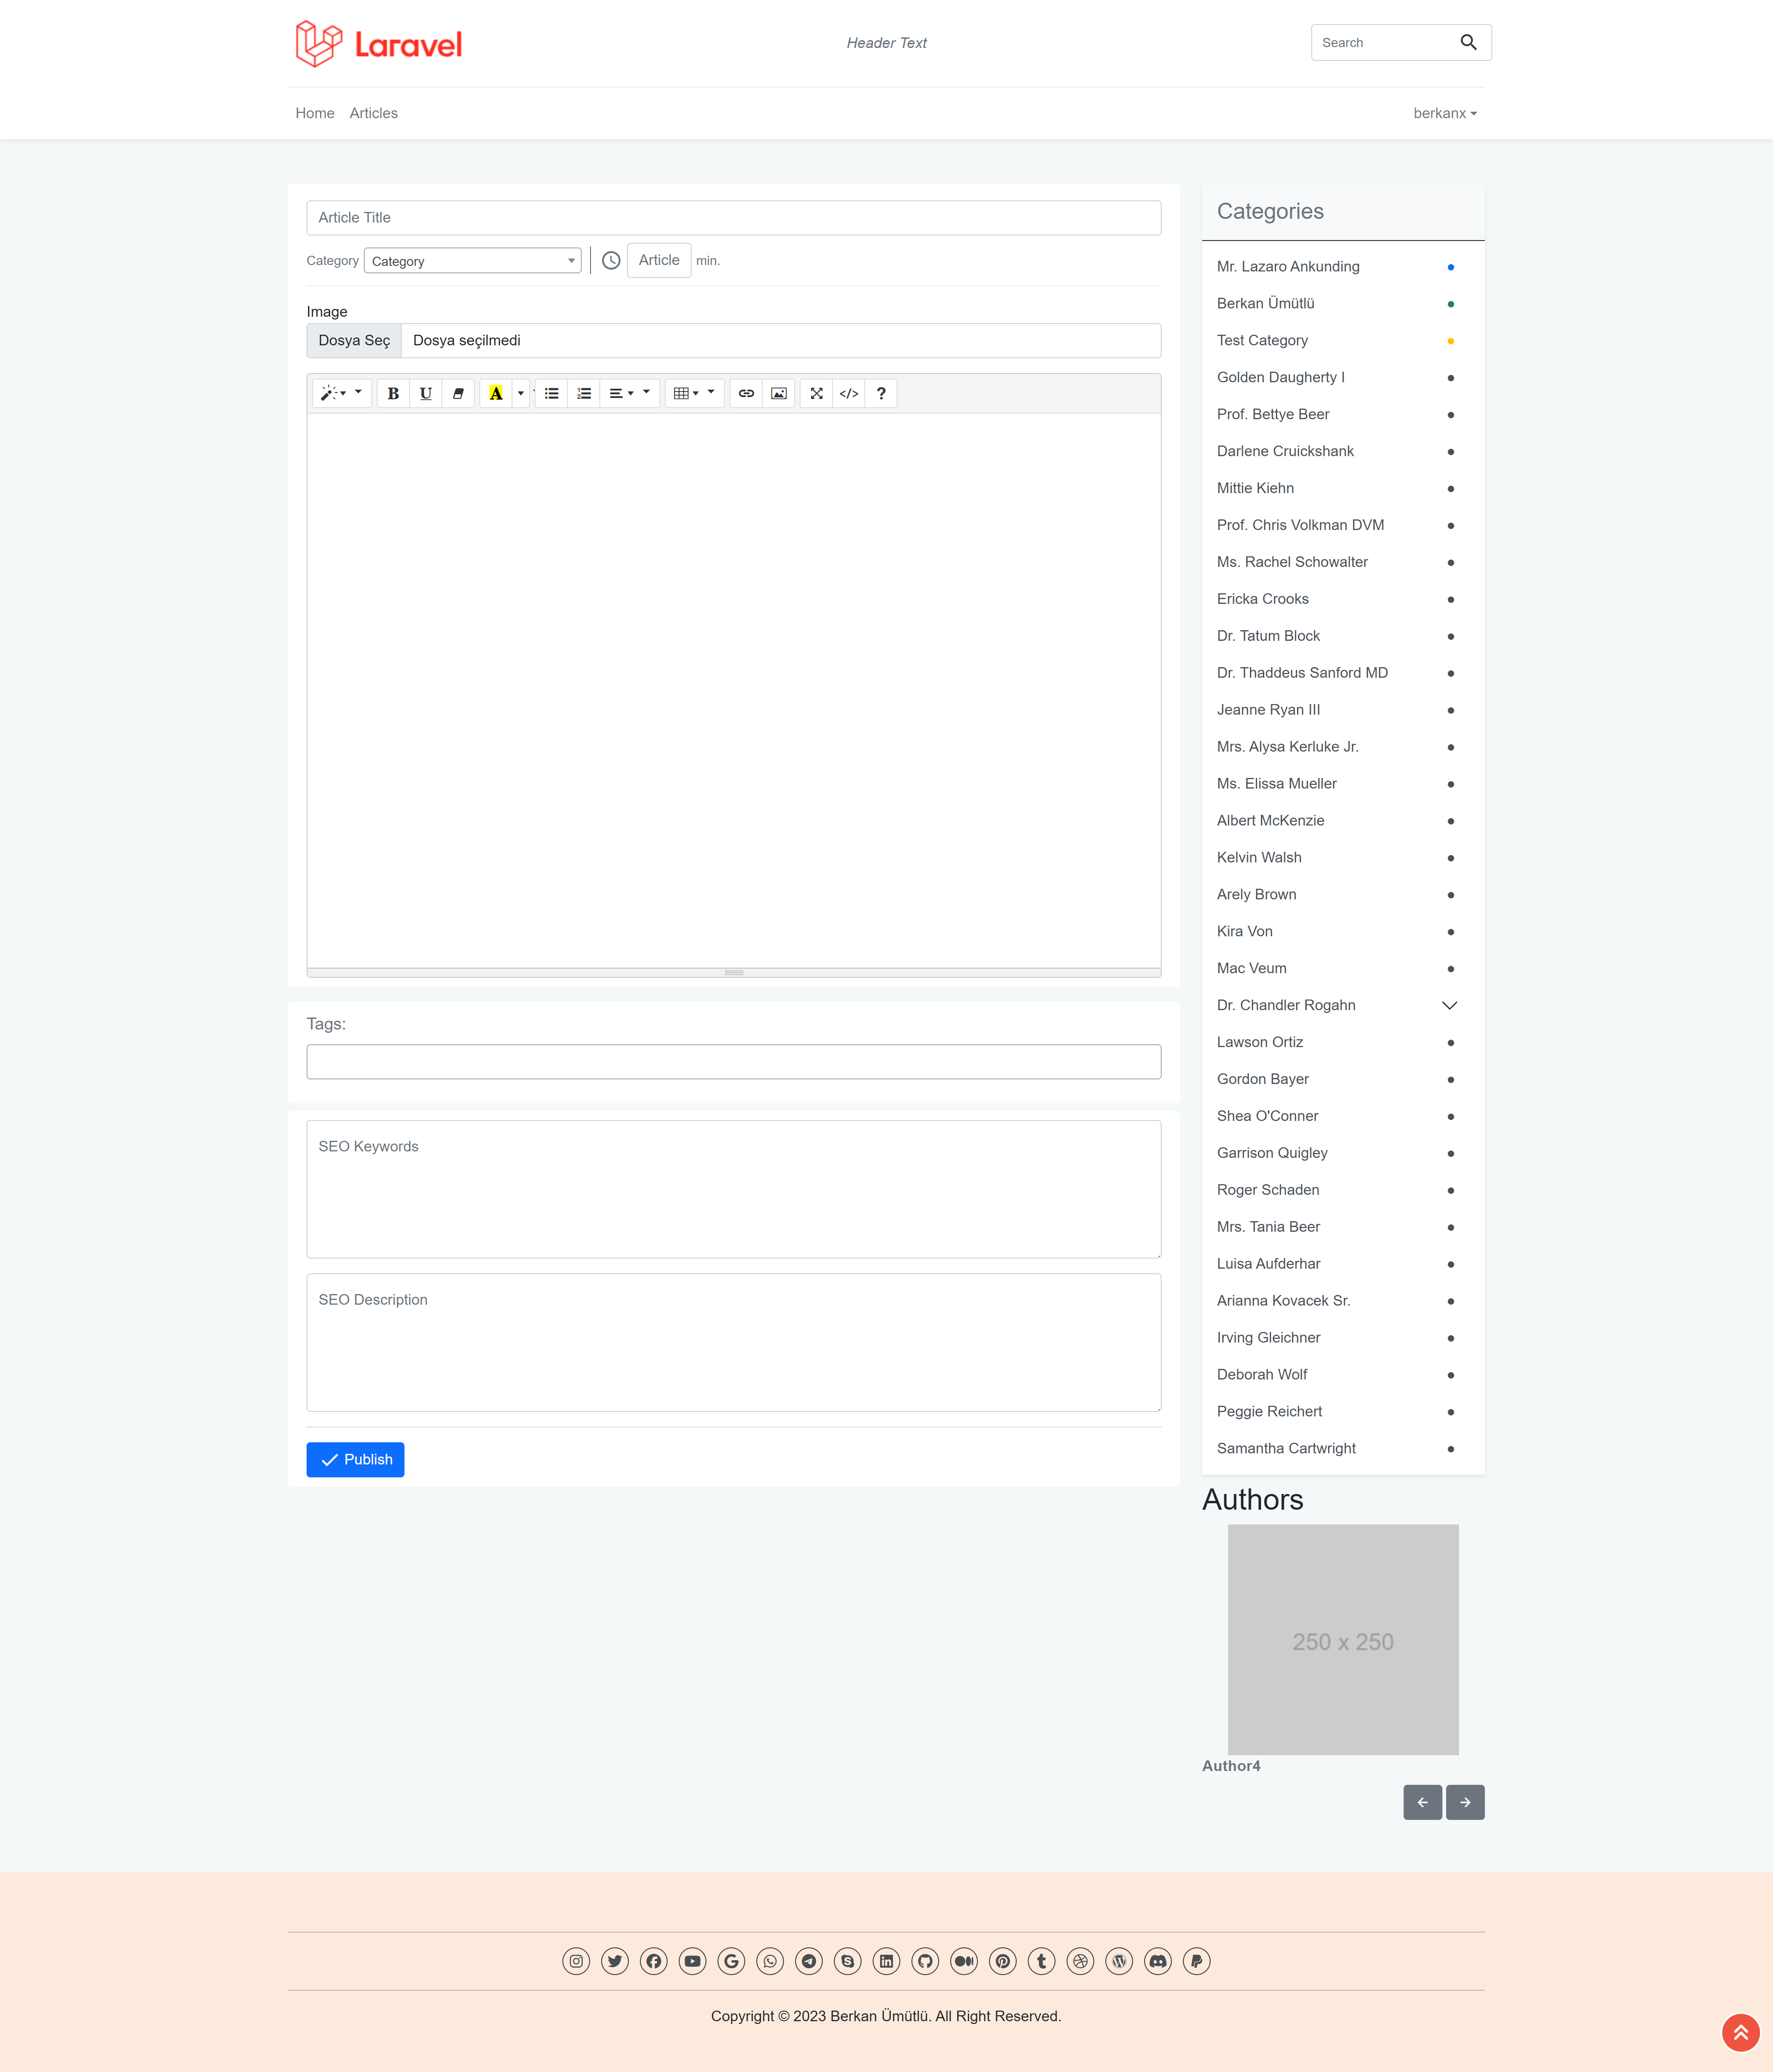 Laravel
Header Text
Search
Home Articles
berkanx
Article Title
Category Category Article min.
Image
Dosya Seç Dosya seçilmedi
B U A </> ?
Tags:
SEO Keywords
SEO Description
Publish
Categories
Mr. Lazaro Ankunding
Berkan Ümütlü
Test Category
Golden Daugherty I
Prof. Bettye Beer
Darlene Cruickshank
Mittie Kiehn
Prof. Chris Volkman DVM
Ms. Rachel Schowalter
Ericka Crooks
Dr. Tatum Block
Dr. Thaddeus Sanford MD
Jeanne Ryan III
Mrs. Alysa Kerluke Jr.
Ms. Elissa Mueller
Albert McKenzie
Kelvin Walsh
Arely Brown
Kira Von
Mac Veum
Dr. Chandler Rogahn
Lawson Ortiz
Gordon Bayer
Shea O'Conner
Garrison Quigley
Roger Schaden
Mrs. Tania Beer
Luisa Aufderhar
Arianna Kovacek Sr.
Irving Gleichner
Deborah Wolf
Peggie Reichert
Samantha Cartwright
Authors
250 x 250
Author4
Copyright © 2023 Berkan Ümütlü. All Right Reserved.